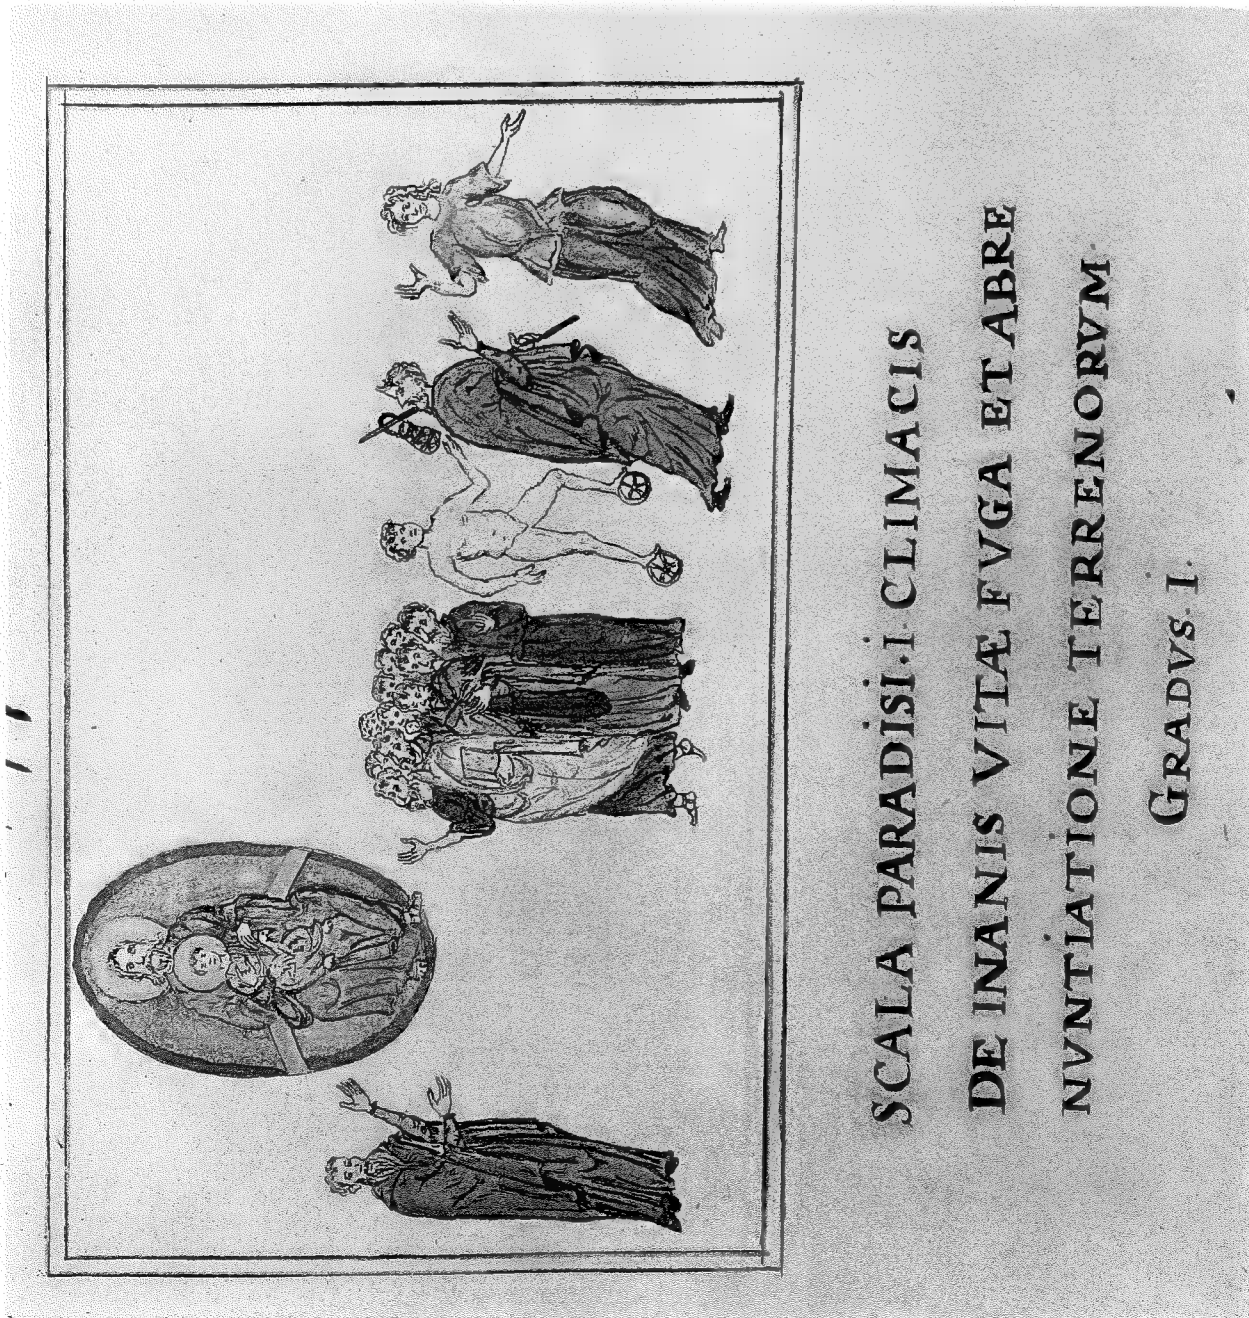 SCALA PARADISI·I CLIMACIS
DE INANIS VITÆ FVGA ET ABRE
NVNTIATIONE TERRENORVM
GRADVS·I·